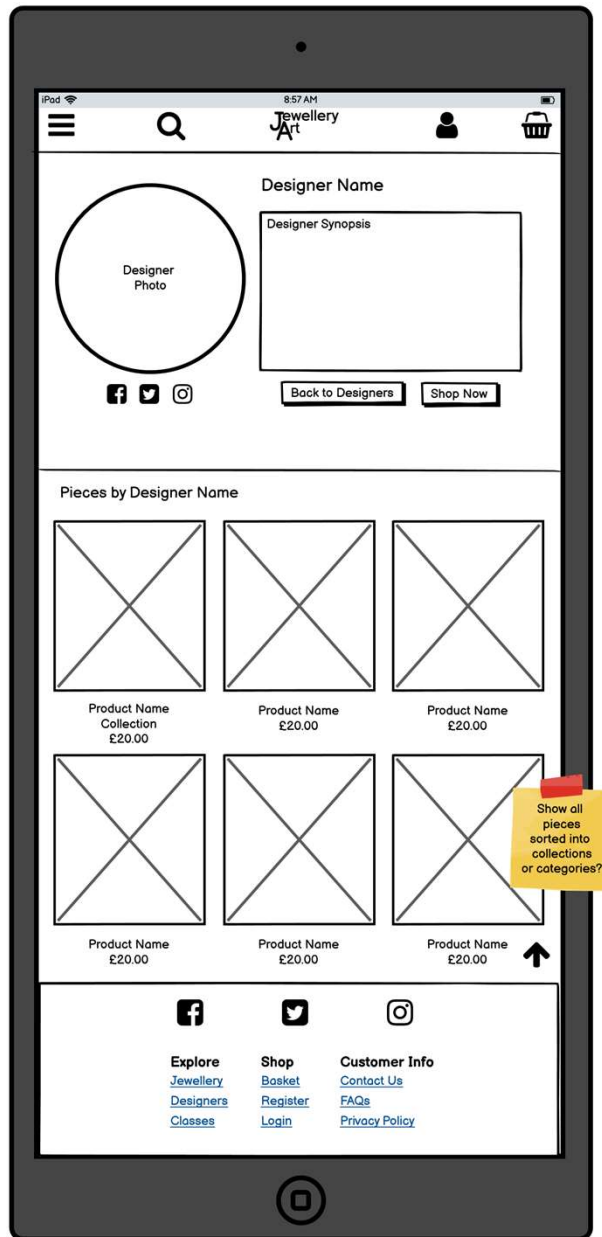 iPad
8:57 AM
Jewellery
Art
Designer Name
Designer
Photo
Designer Synopsis
Back to Designers
Shop Now
Pieces by Designer Name
Product Name
Collection
£20.00
Product Name
£20.00
Product Name
£20.00
Show all
pieces
sorted into
collections
or categories?
Product Name
£20.00
Product Name
£20.00
Product Name
£20.00
Explore
Jewellery
Designers
Classes
Shop
Basket
Register
Login
Customer Info
Contact Us
FAQs
Privacy Policy